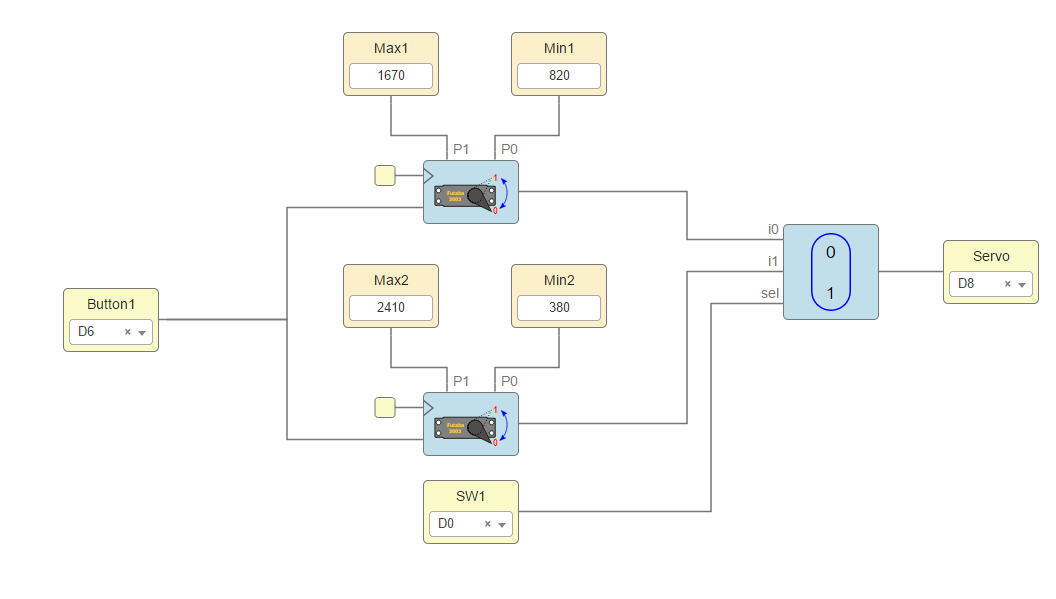 Max1
1670
Min1
820
P1
P0
Futaba
3003
1
0
i0
i1
sel
0
1
Servo
D8
Max2
2410
Min2
380
Button1
D6
P1
P0
Futaba
3003
1
0
SW1
D0